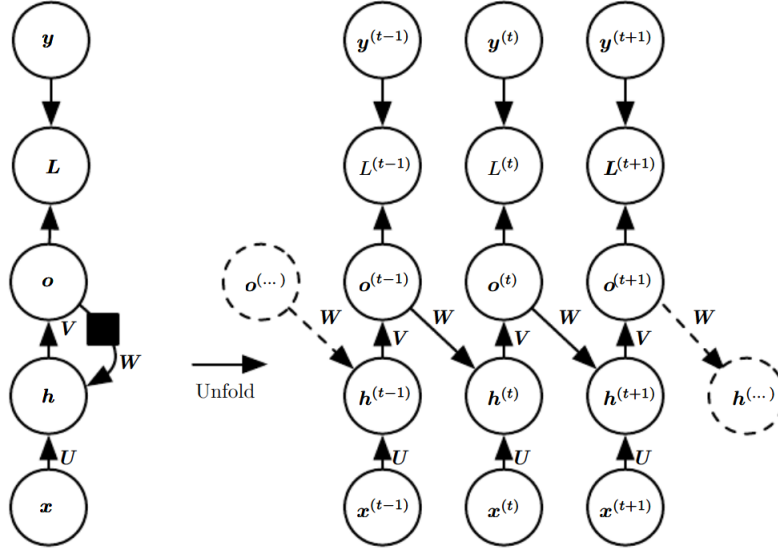 y y^(t−1) y^(t) y^(t+1)
L L^(t−1) L^(t) L^(t+1)
o o^(...) o^(t−1) o^(t) o^(t+1)
V W W W W
W V V V
h h^(t−1) h^(t) h^(t+1) h^(...)
Unfold
U U U U
x x^(t−1) x^(t) x^(t+1)